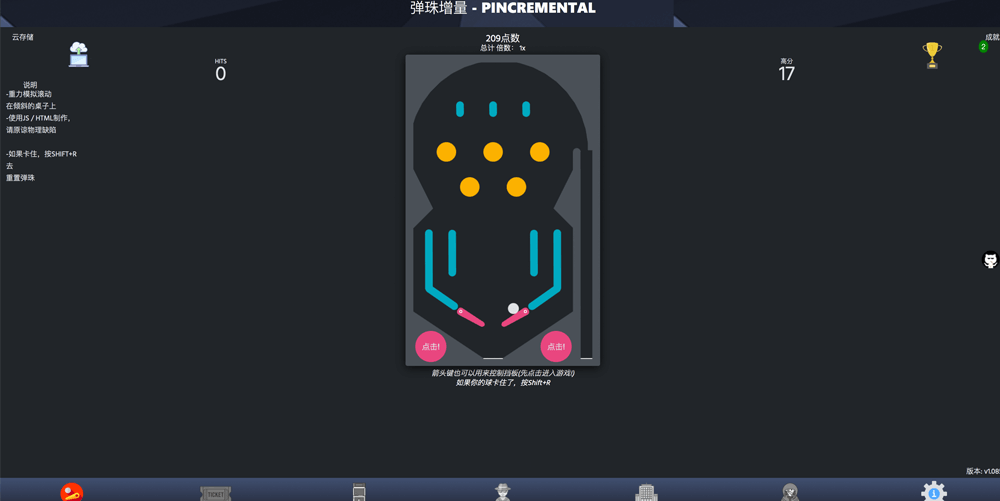 弹珠增量 - PINCREMENTAL
云存储
209点数
总计 倍数: 1x
成就
2
HITS
0
高分
17
说明
-重力模拟滚动
在倾斜的桌子上
-使用JS / HTML制作,
请原谅物理缺陷
-如果卡住，按SHIFT+R
去
重置弹珠
点击!
点击!
箭头键也可以用来控制挡板(先点击进入游戏!)
如果你的球卡住了，按Shift+R
版本: v1.08
TICKET